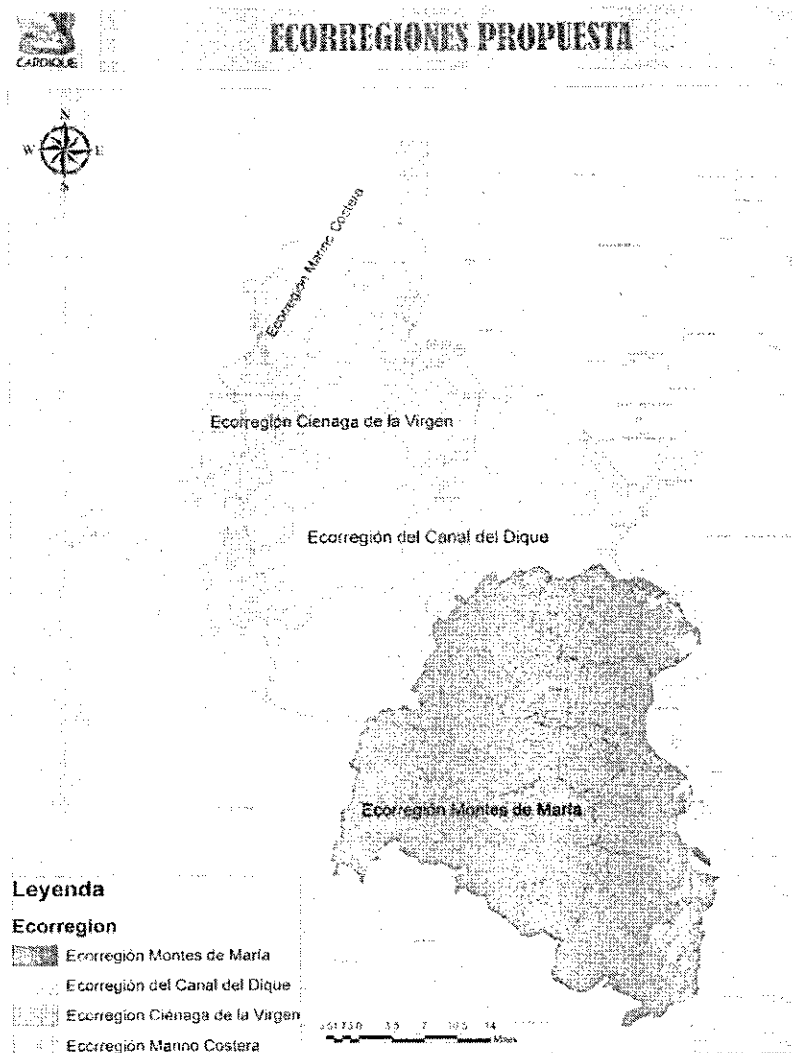 CARDIQUE
ECORREGIONES PROPUESTA
N
W E
S
Ecorregión Marino Costera
Ecorregión Cienaga de la Virgen
Ecorregión del Canal del Dique
Ecorregión Montes de María
Leyenda
Ecorregion
Ecorregión Montes de María
Ecorregión del Canal del Dique
Ecorregion Ciénaga de la Virgen
Ecorregión Marino Costera
3.5 7 10.5 14
Miles